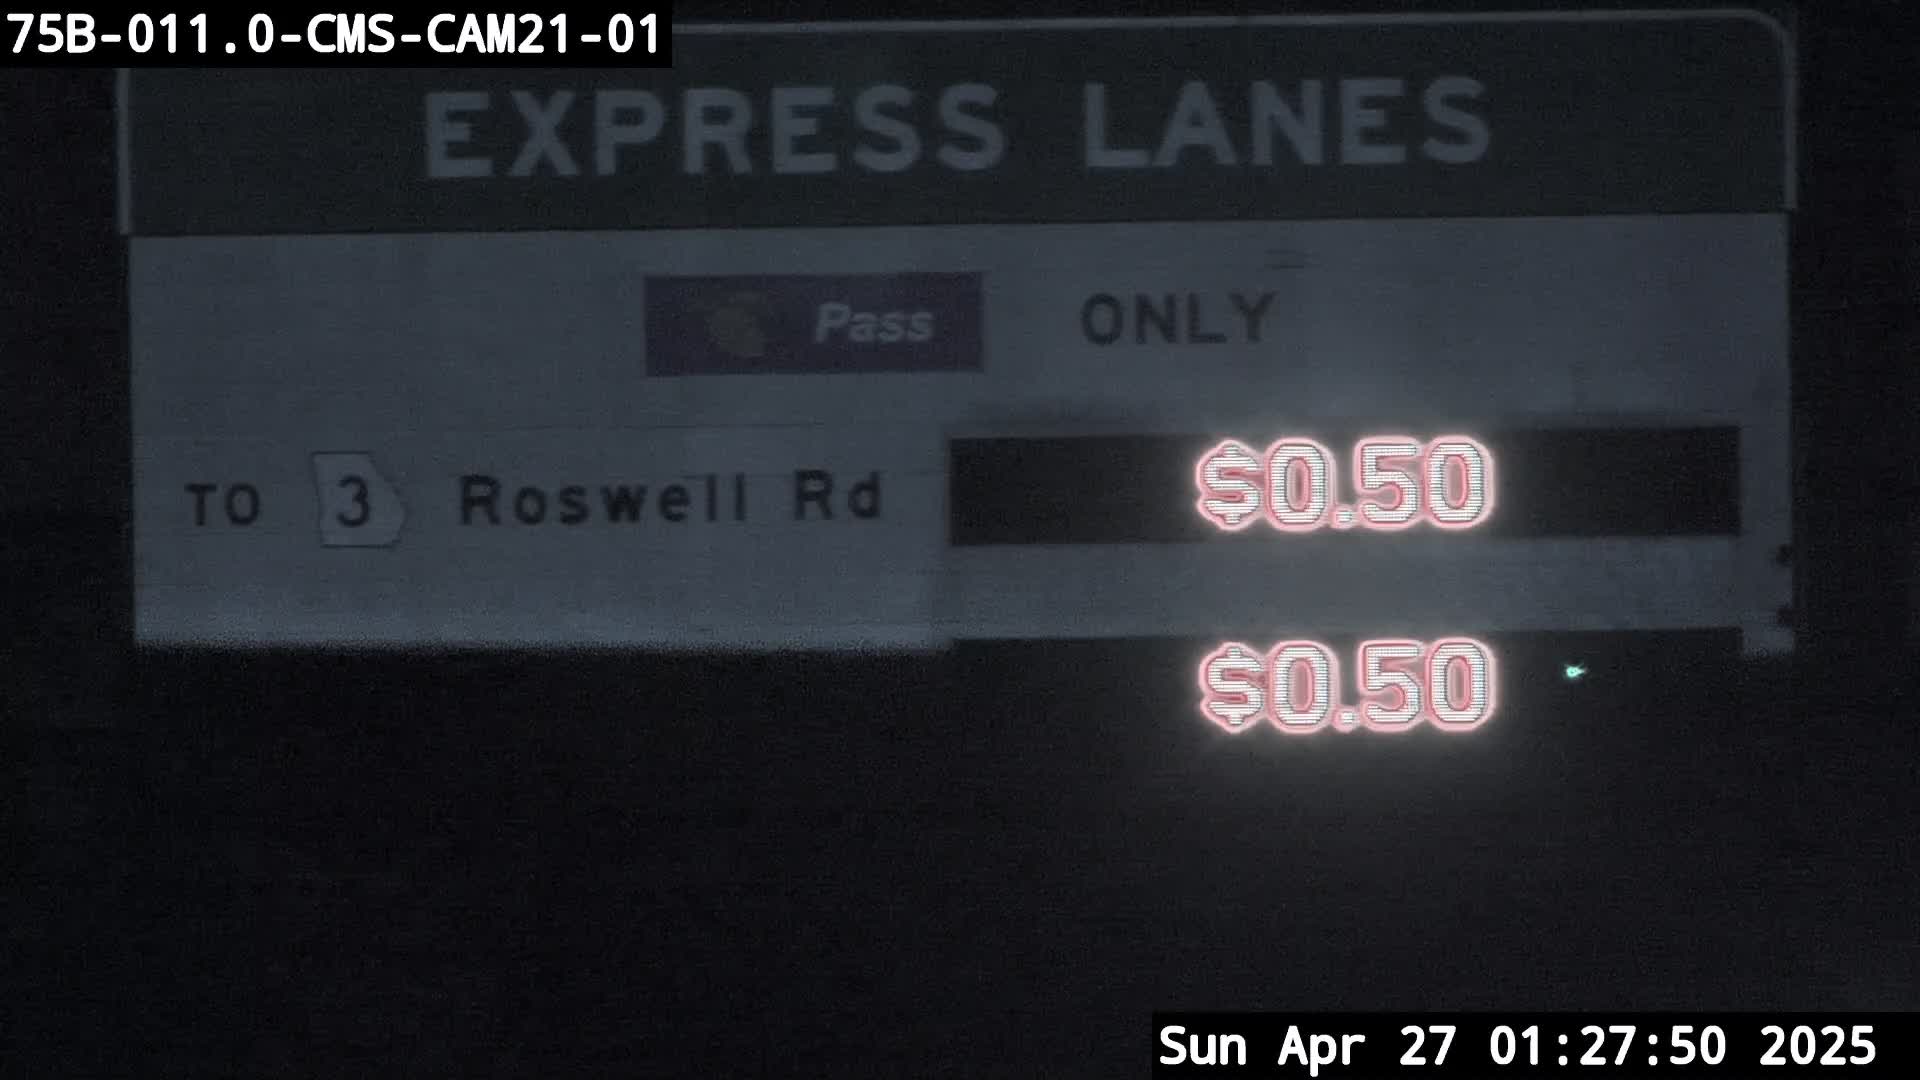 75B-011.0-CMS-CAM21-01
EXPRESS LANES
Pass ONLY
TO 3 Roswell Rd $0.50
$0.50
Sun Apr 27 01:27:50 2025